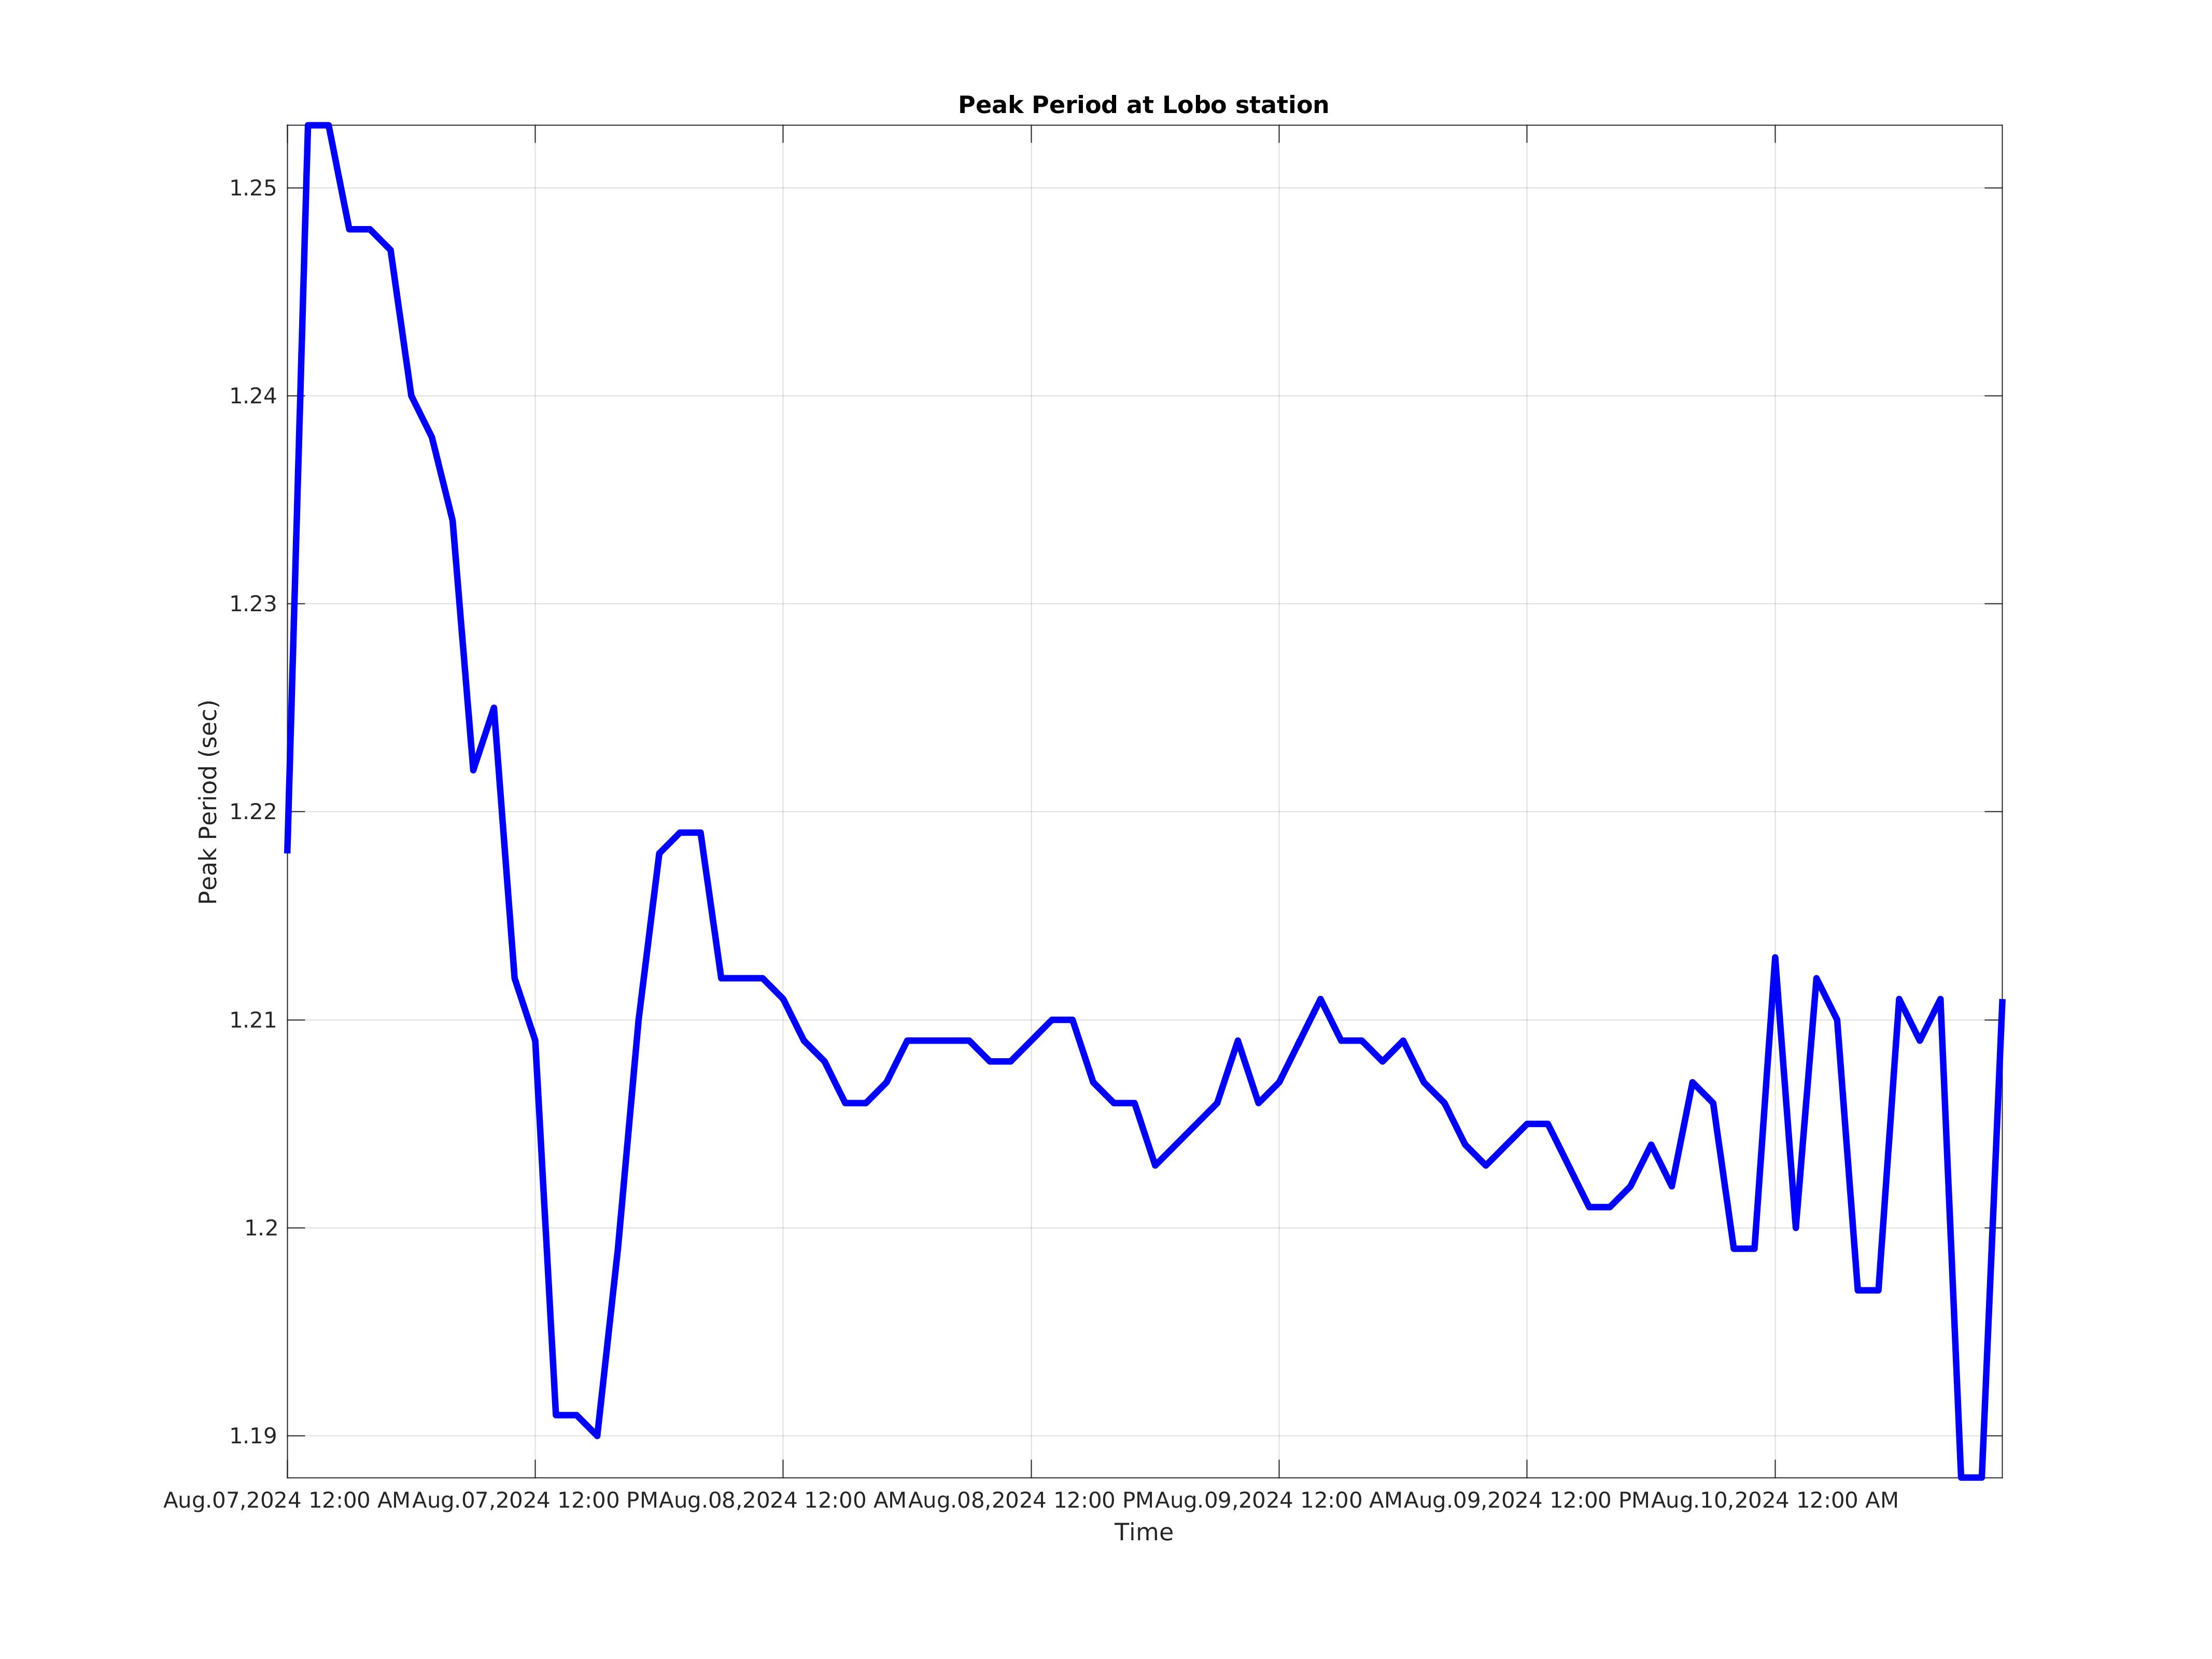 Peak Period at Lobo station
1.25
1.24
1.23
1.22
1.21
1.2
1.19
Peak Period (sec)
Aug.07,2024 12:00 AM Aug.07,2024 12:00 PM Aug.08,2024 12:00 AM Aug.08,2024 12:00 PM Aug.09,2024 12:00 AM Aug.09,2024 12:00 PM Aug.10,2024 12:00 AM
Time